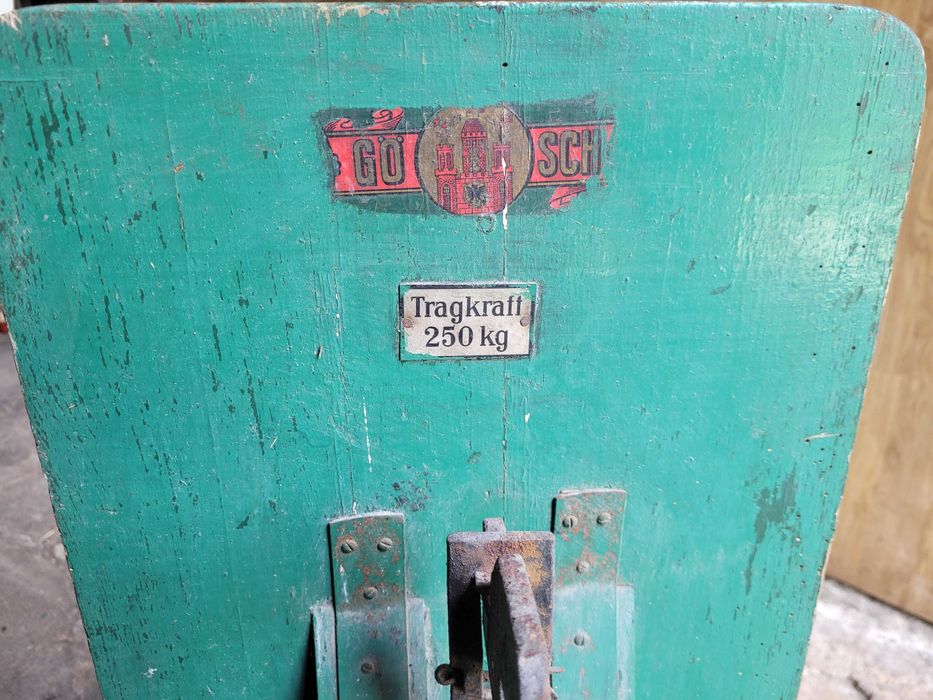 GÖ SCH
Tragkraft
250 kg